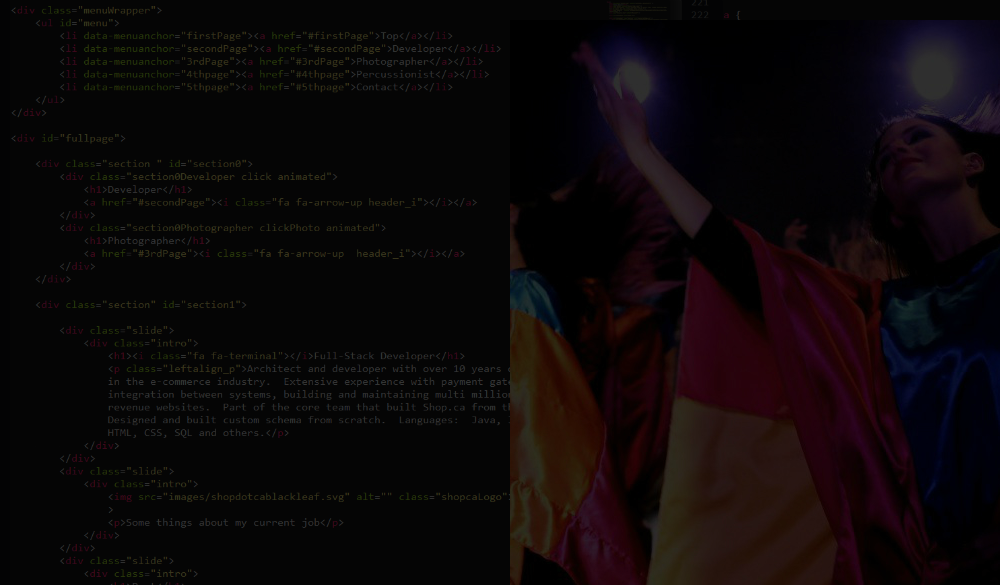 <div class="menuWrapper">
<ul id="menu">
<li data-menuanchor="firstPage"><a href="#firstPage">Top</a></li>
<li data-menuanchor="secondPage"><a href="#secondPage">Developer</a></li>
<li data-menuanchor="3rdPage"><a href="#3rdPage">Photographer</a></li>
<li data-menuanchor="4thpage"><a href="#4thpage">Percussionist</a></li>
<li data-menuanchor="5thpage"><a href="#5thpage">Contact</a></li>
</ul>
</div>
<div id="fullpage">
<div class="section " id="section0">
<div class="section0Developer click animated">
<h1>Developer</h1>
<a href="#secondPage"><i class="fa fa-arrow-up header_i"></i></a>
</div>
<div class="section0Photographer clickPhoto animated">
<h1>Photographer</h1>
<a href="#3rdPage"><i class="fa fa-arrow-up  header_i"></i></a>
</div>
</div>
<div class="section" id="section1">
<div class="slide">
<div class="intro">
<h1><i class="fa fa-terminal"></i>Full-Stack Developer</h1>
<p class="leftalign_p">Architect and developer with over 10 years
in the e-commerce industry.  Extensive experience with payment gat
integration between systems, building and maintaining multi millio
revenue websites.  Part of the core team that built Shop.ca from t
Designed and built custom schema from scratch.  Languages:  Java,
HTML, CSS, SQL and others.</p>
</div>
</div>
<div class="slide">
<div class="intro">
<img src="images/shopdotcablackleaf.svg" alt="" class="shopcaLogo"
>
<p>Some things about my current job</p>
</div>
</div>
<div class="slide">
<div class="intro">
221
222 {